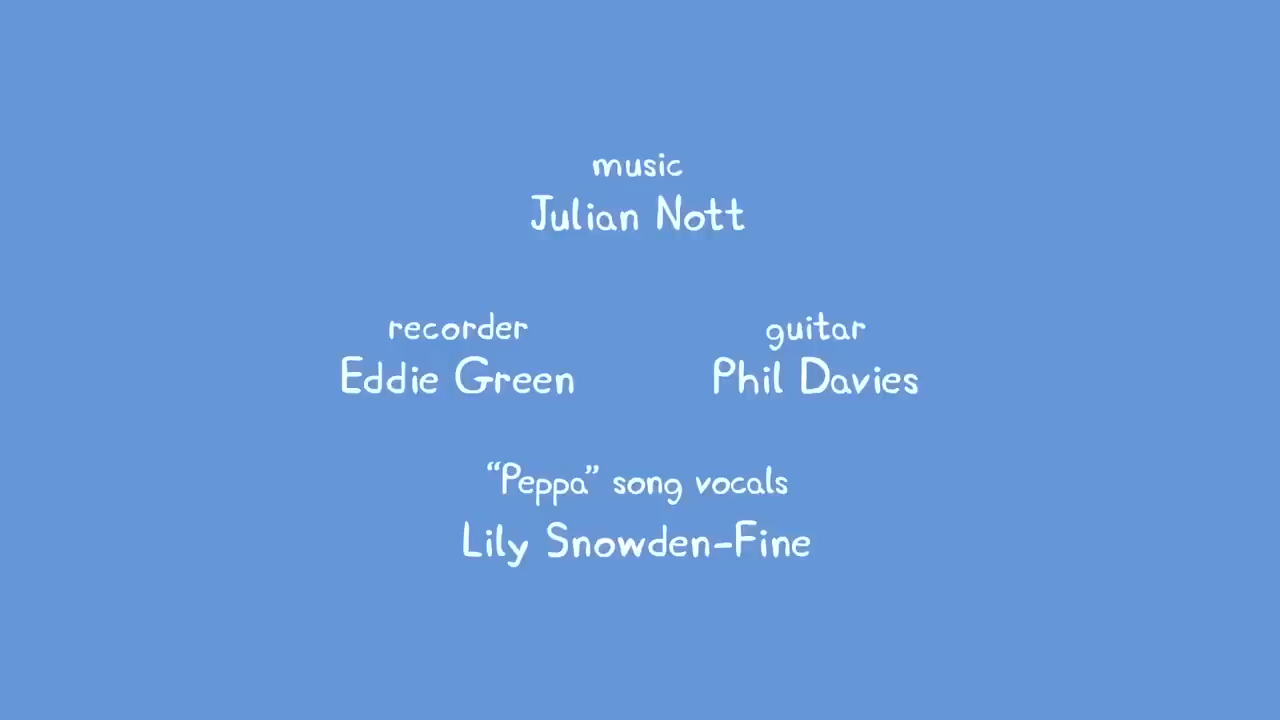 music
Julian Nott
recorder
Eddie Green
guitar
Phil Davies
“Peppa” song vocals
Lily Snowden-Fine